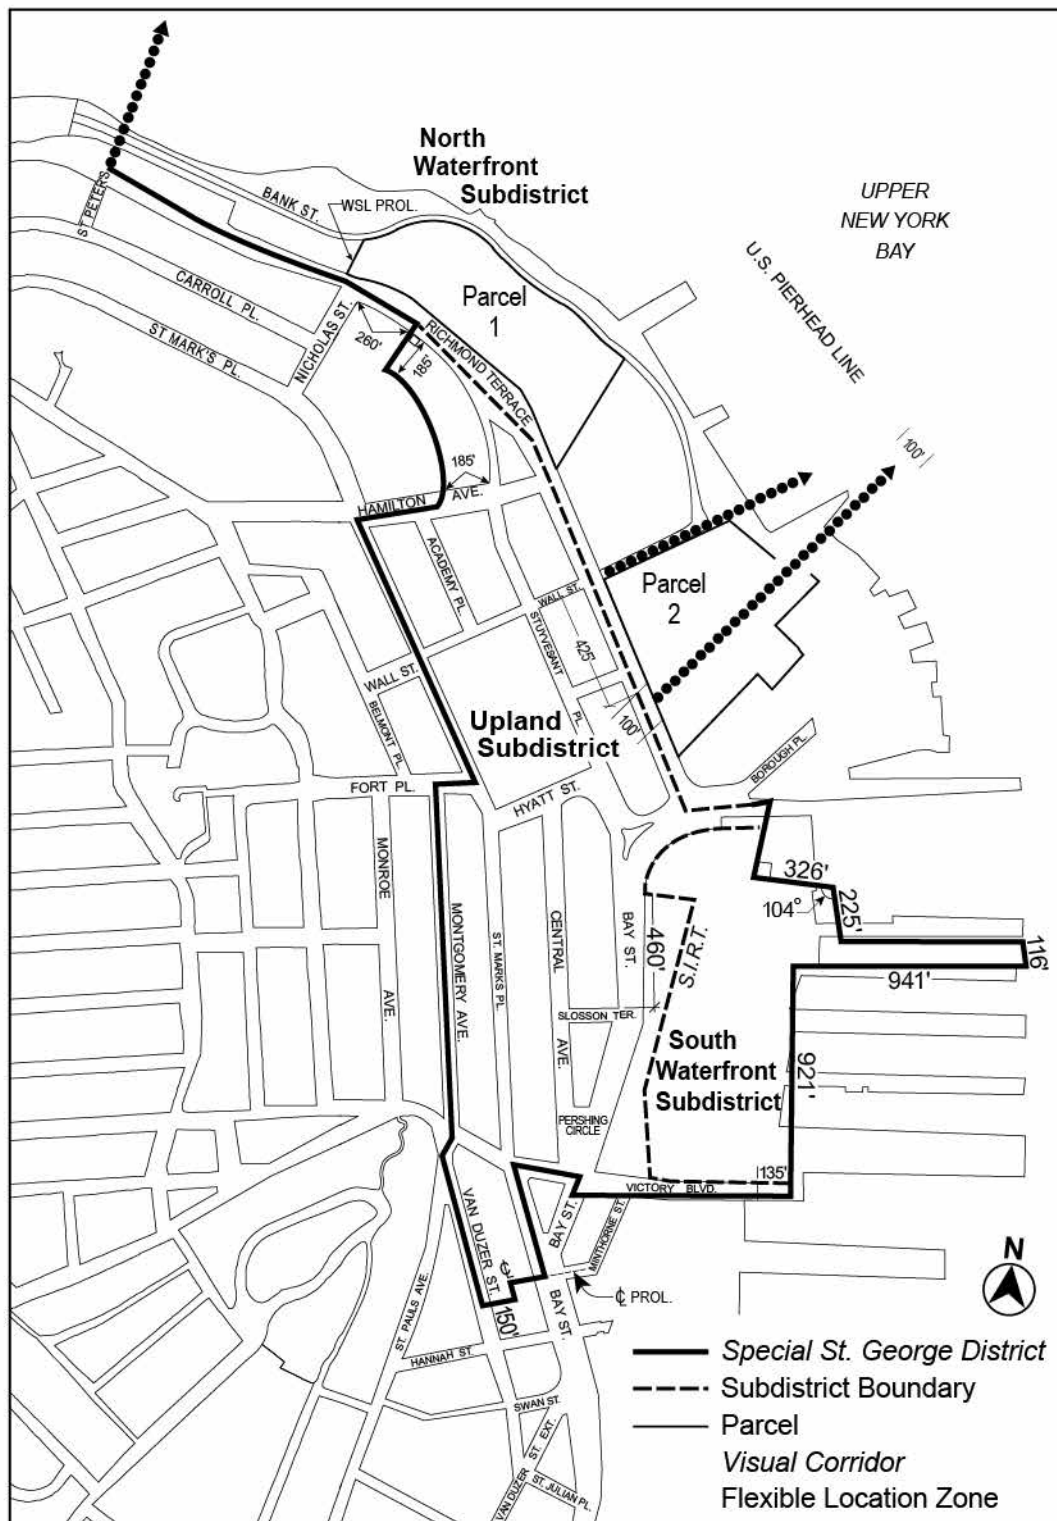 North
Waterfront
Subdistrict
UPPER
NEW YORK
BAY
U.S. PIERHEAD LINE
ST PETER'S
BANK ST.
WSL PROL.
CARROLL PL.
ST MARK'S PL.
NICHOLAS ST.
260'
185'
RICHMOND TERRACE
Parcel
1
185'
HAMILTON AVE.
100'
ACADEMY PL.
WALL ST.
Parcel
2
STUYVESANT PL.
425'
100'
WALL ST.
BELMONT PL.
Upland
Subdistrict
BOROUGH PL.
FORT PL.
HYATT ST.
MONROE AVE.
MONTGOMERY AVE.
ST. MARKS PL.
CENTRAL AVE.
BAY ST.
460'
S.I.R.T.
326'
104°
225'
116'
941'
921'
SLOSSON TER.
South
Waterfront
Subdistrict
PERSHING
CIRCLE
135'
VICTORY BLVD.
VAN DUZER ST.
BAY ST.
MINTHORNE ST.
℄ PROL.
150'
BAY ST.
ST. PAULS AVE.
HANNAH ST.
SWAN ST.
VAN DUZER ST. EXT.
ST. JULIAN PL.
N
Special St. George District
Subdistrict Boundary
Parcel
Visual Corridor
Flexible Location Zone